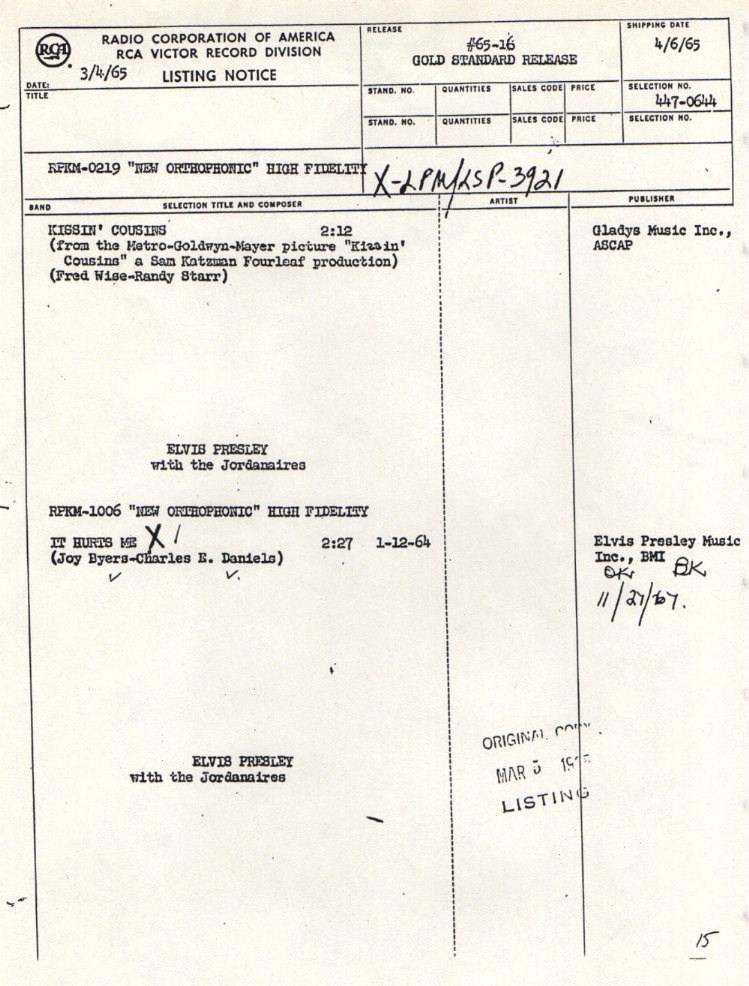 RCA
RADIO CORPORATION OF AMERICA
RCA VICTOR RECORD DIVISION
3/4/65 LISTING NOTICE
DATE:
TITLE
RELEASE
#65-16
GOLD STANDARD RELEASE
SHIPPING DATE
4/6/65
STAND. NO. QUANTITIES SALES CODE PRICE SELECTION NO.
447-0644
STAND. NO. QUANTITIES SALES CODE PRICE SELECTION NO.
RPKM-0219 "NEW ORTHOPHONIC" HIGH FIDELITY
X-LPM/LSP-3921
BAND SELECTION TITLE AND COMPOSER ARTIST PUBLISHER
KISSIN' COUSINS 2:12 Gladys Music Inc.,
(from the Metro-Goldwyn-Mayer picture "Kissin' ASCAP
Cousins" a Sam Katzman Fourleaf production)
(Fred Wise-Randy Starr)
ELVIS PRESLEY
with the Jordanaires
RPKM-1006 "NEW ORTHOPHONIC" HIGH FIDELITY
IT HURTS ME X / 2:27 1-12-64 Elvis Presley Music
(Joy Byers-Charles E. Daniels) Inc., BMI
OK BK
11/27/67.
ORIGINAL COPY
MAR 5
LISTING
ELVIS PRESLEY
with the Jordanaires
15